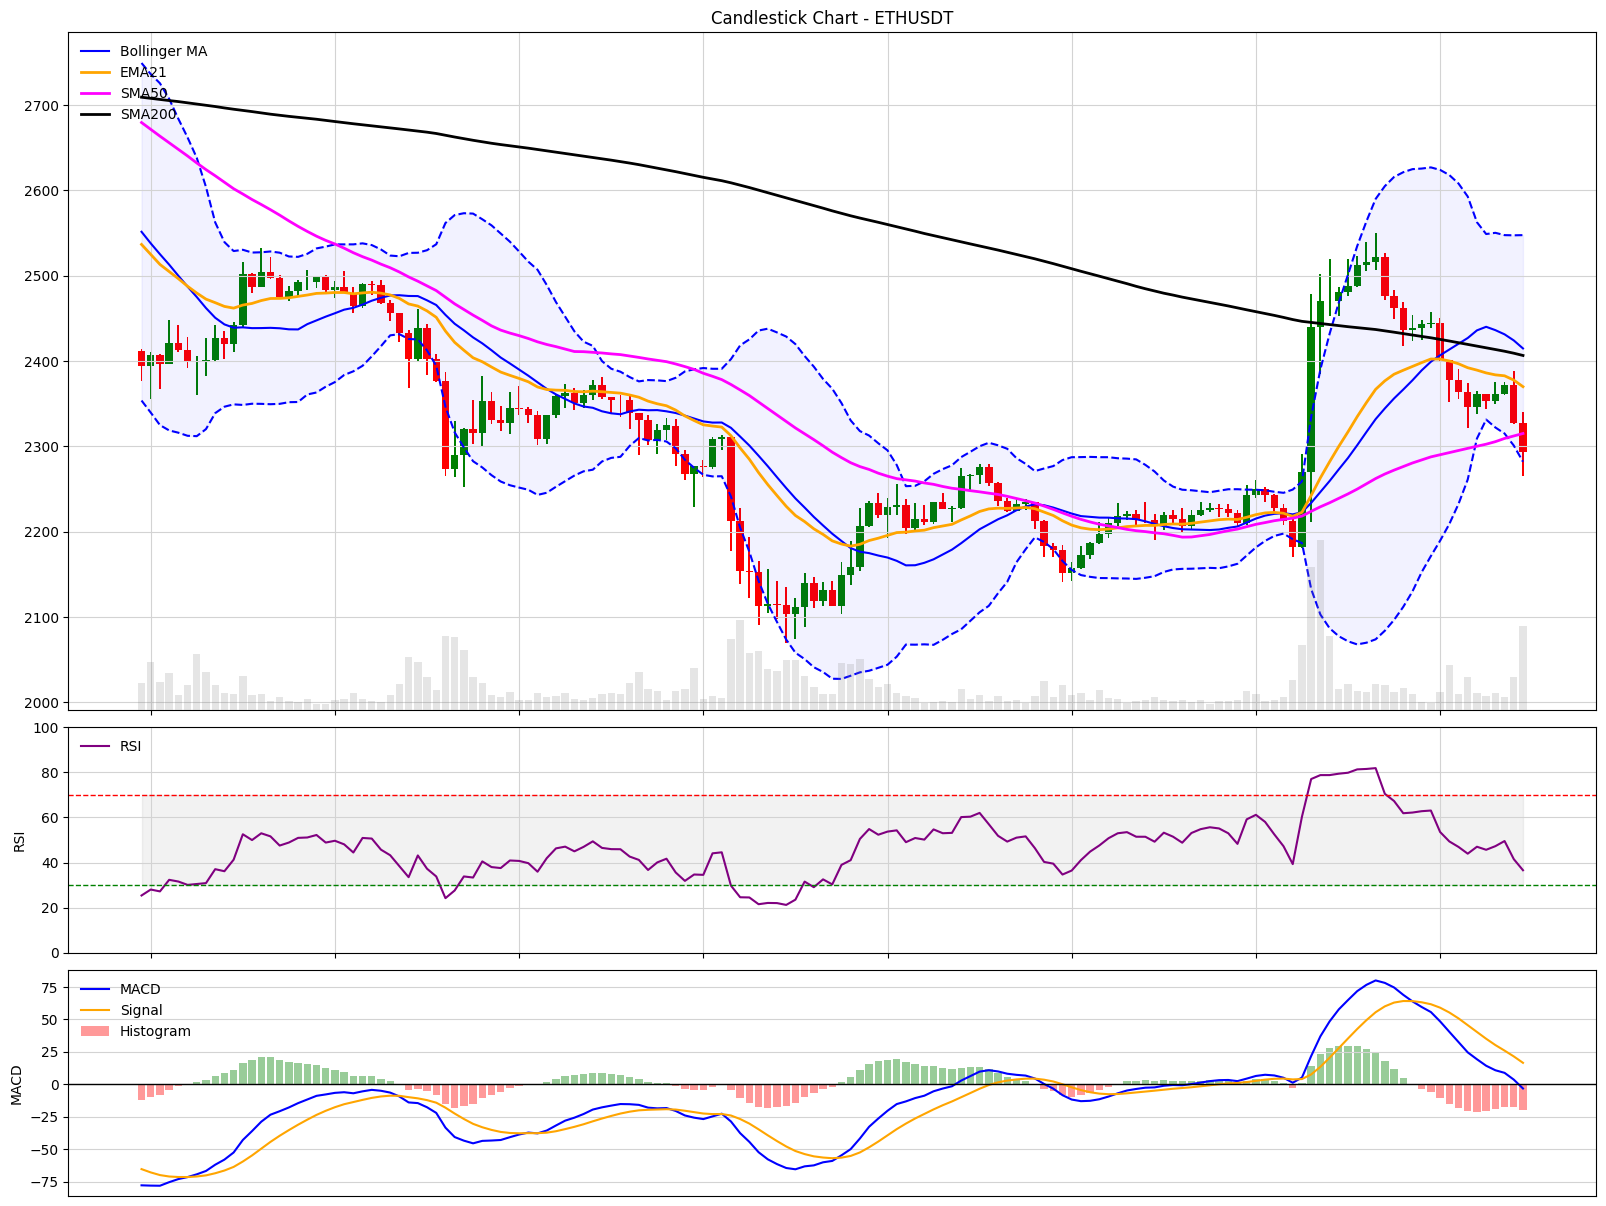 Candlestick Chart - ETHUSDT
Bollinger MA
EMA21
SMA50
SMA200
2700
2600
2500
2400
2300
2200
2100
2000
100
RSI
80
60
RSI
40
20
0
MACD
75
Signal
50
Histogram
25
MACD
0
−25
−50
−75